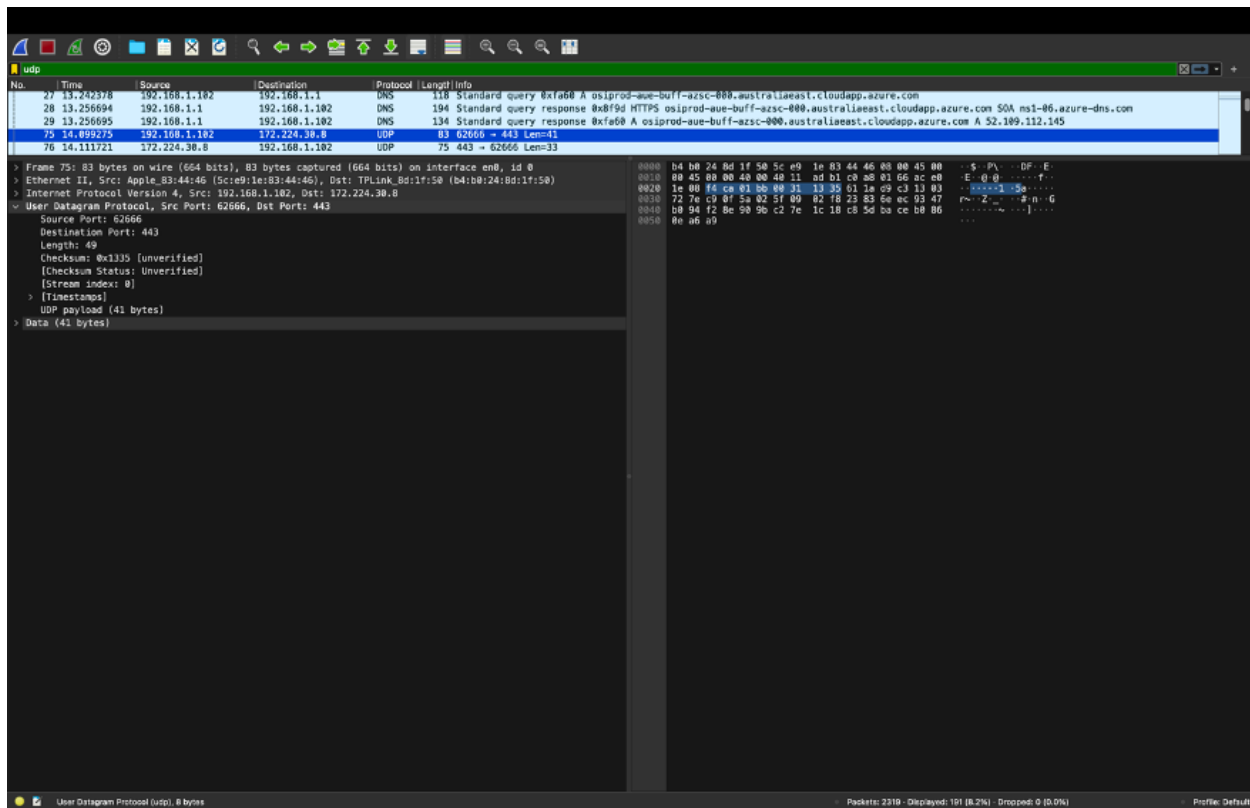 udp
No. Time Source Destination Protocol Length Info
27 13.242378 192.168.1.102 192.168.1.1 DNS 118 Standard query 0xfa60 A osiprod-aue-buff-azsc-000.australiaeast.cloudapp.azure.com
28 13.256694 192.168.1.1 192.168.1.102 DNS 194 Standard query response 0x8f9d HTTPS osiprod-aue-buff-azsc-000.australiaeast.cloudapp.azure.com SOA ns1-06.azure-dns.com
29 13.256695 192.168.1.1 192.168.1.102 DNS 134 Standard query response 0xfa60 A osiprod-aue-buff-azsc-000.australiaeast.cloudapp.azure.com A 52.109.112.145
75 14.099275 192.168.1.102 172.224.30.8 UDP 83 62666 → 443 Len=41
76 14.111721 172.224.30.8 192.168.1.102 UDP 75 443 → 62666 Len=33
> Frame 75: 83 bytes on wire (664 bits), 83 bytes captured (664 bits) on interface en0, id 0
> Ethernet II, Src: Apple_83:44:46 (5c:e9:1e:83:44:46), Dst: TPLink_8d:1f:50 (b4:b0:24:8d:1f:50)
> Internet Protocol Version 4, Src: 192.168.1.102, Dst: 172.224.30.8
User Datagram Protocol, Src Port: 62666, Dst Port: 443
Source Port: 62666
Destination Port: 443
Length: 49
Checksum: 0x1335 [unverified]
[Checksum Status: Unverified]
[Stream index: 0]
> [Timestamps]
UDP payload (41 bytes)
> Data (41 bytes)
0000 b4 b0 24 8d 1f 50 5c e9 1e 83 44 46 08 00 45 00
0010 00 45 00 00 40 00 40 11 ad b1 c0 a8 01 66 ac e0
0020 1e 08 f4 ca 01 bb 00 31 13 35 61 1a d9 c3 13 03
0030 72 7e c9 0f 5a 02 5f 09 02 f8 23 83 6e ec 93 47
0040 b0 94 f2 8e 90 9b c2 7e 1c 18 c8 5d ba ce b0 86
0050 0e a6 a9
User Datagram Protocol (udp), 8 bytes
Packets: 2319 · Displayed: 191 (8.2%) · Dropped: 0 (0.0%)
Profile: Default